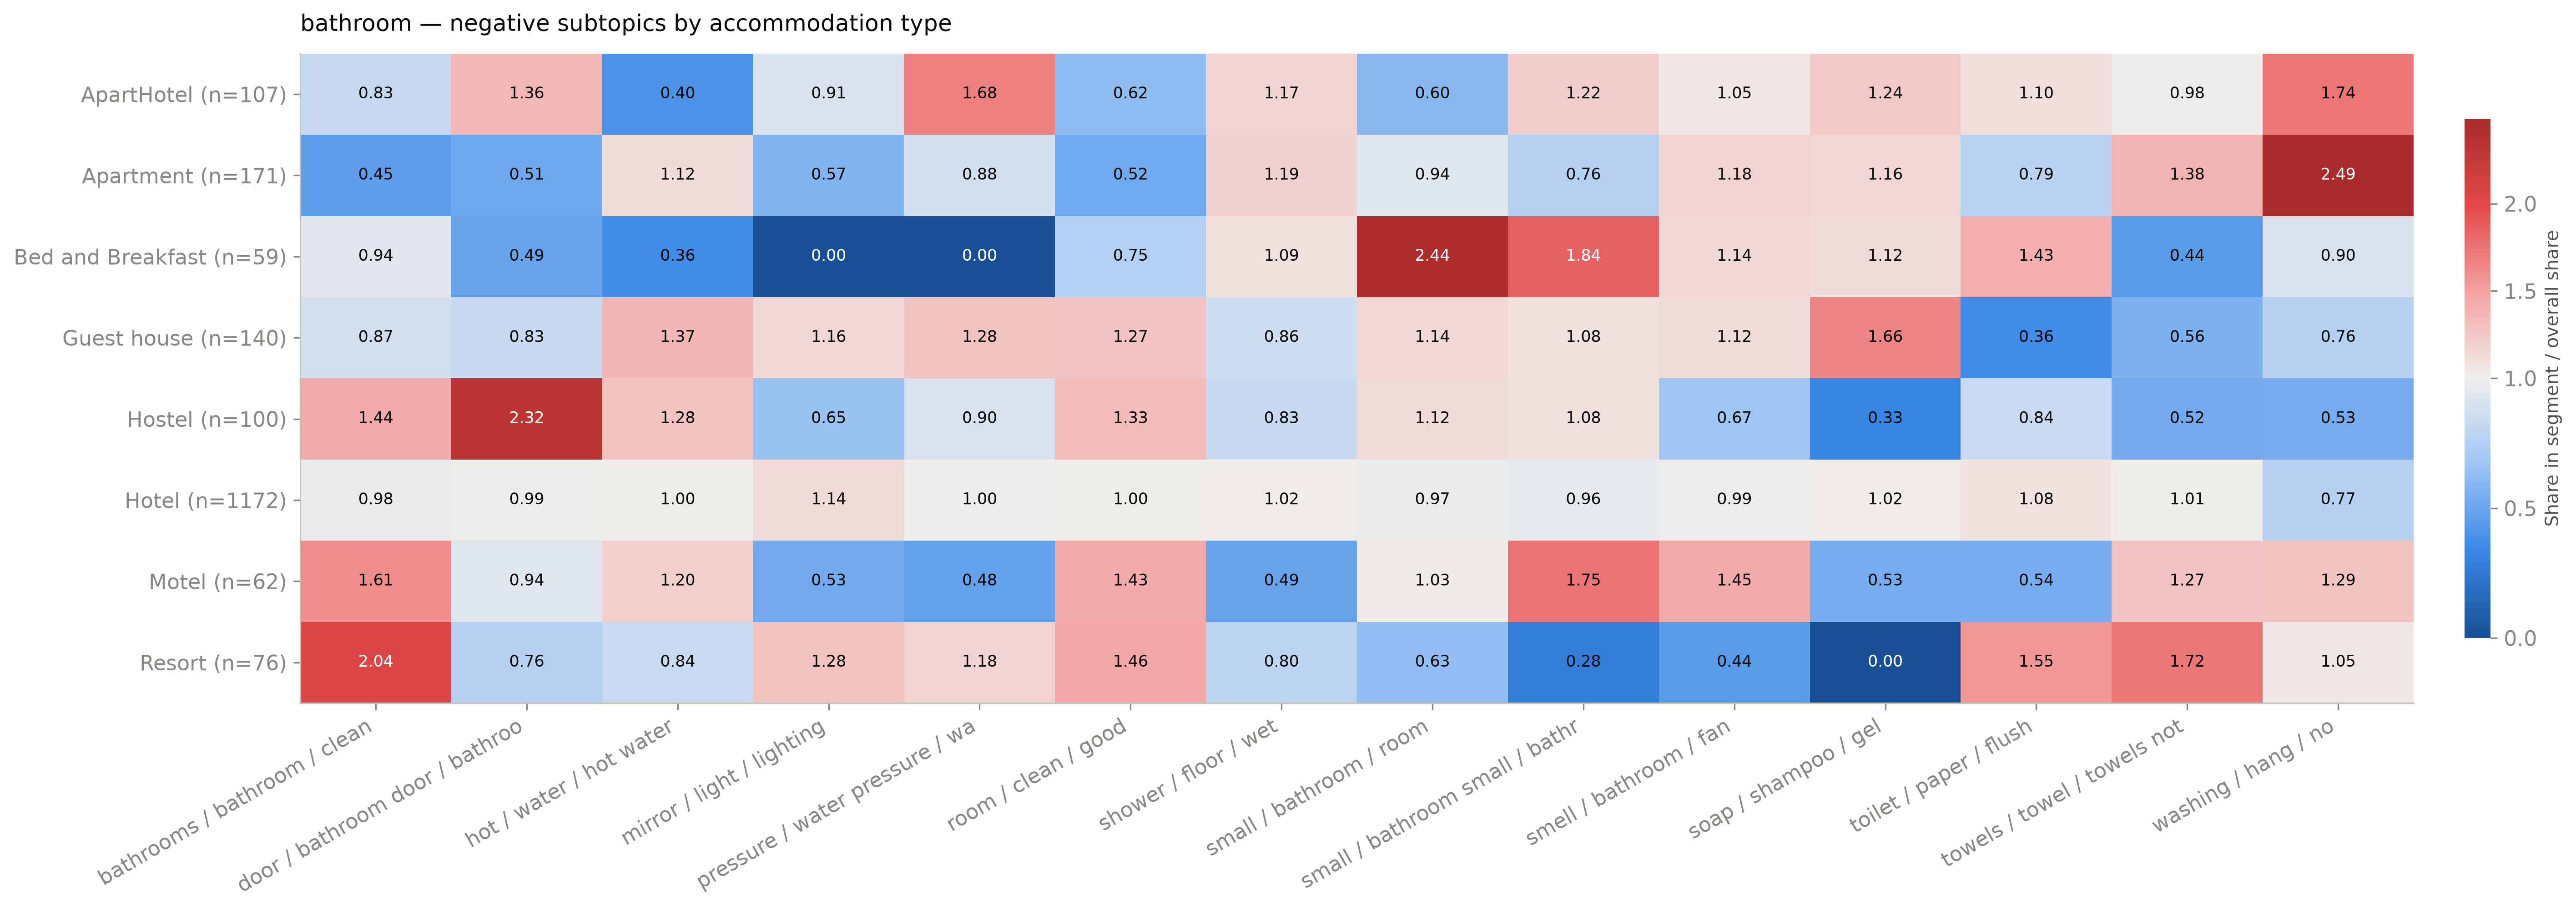 bathroom — negative subtopics by accommodation type
ApartHotel (n=107) 0.83 1.36 0.40 0.91 1.68 0.62 1.17 0.60 1.22 1.05 1.24 1.10 0.98 1.74
Apartment (n=171) 0.45 0.51 1.12 0.57 0.88 0.52 1.19 0.94 0.76 1.18 1.16 0.79 1.38 2.49
Bed and Breakfast (n=59) 0.94 0.49 0.36 0.00 0.00 0.75 1.09 2.44 1.84 1.14 1.12 1.43 0.44 0.90
Guest house (n=140) 0.87 0.83 1.37 1.16 1.28 1.27 0.86 1.14 1.08 1.12 1.66 0.36 0.56 0.76
Hostel (n=100) 1.44 2.32 1.28 0.65 0.90 1.33 0.83 1.12 1.08 0.67 0.33 0.84 0.52 0.53
Hotel (n=1172) 0.98 0.99 1.00 1.14 1.00 1.00 1.02 0.97 0.96 0.99 1.02 1.08 1.01 0.77
Motel (n=62) 1.61 0.94 1.20 0.53 0.48 1.43 0.49 1.03 1.75 1.45 0.53 0.54 1.27 1.29
Resort (n=76) 2.04 0.76 0.84 1.28 1.18 1.46 0.80 0.63 0.28 0.44 0.00 1.55 1.72 1.05
bathrooms / bathroom / clean
door / bathroom door / bathroo
hot / water / hot water
mirror / light / lighting
pressure / water pressure / wa
room / clean / good
shower / floor / wet
small / bathroom / room
small / bathroom small / bathr
smell / bathroom / fan
soap / shampoo / gel
toilet / paper / flush
towels / towel / towels not
washing / hang / no
2.0
1.5
1.0
0.5
0.0
Share in segment / overall share